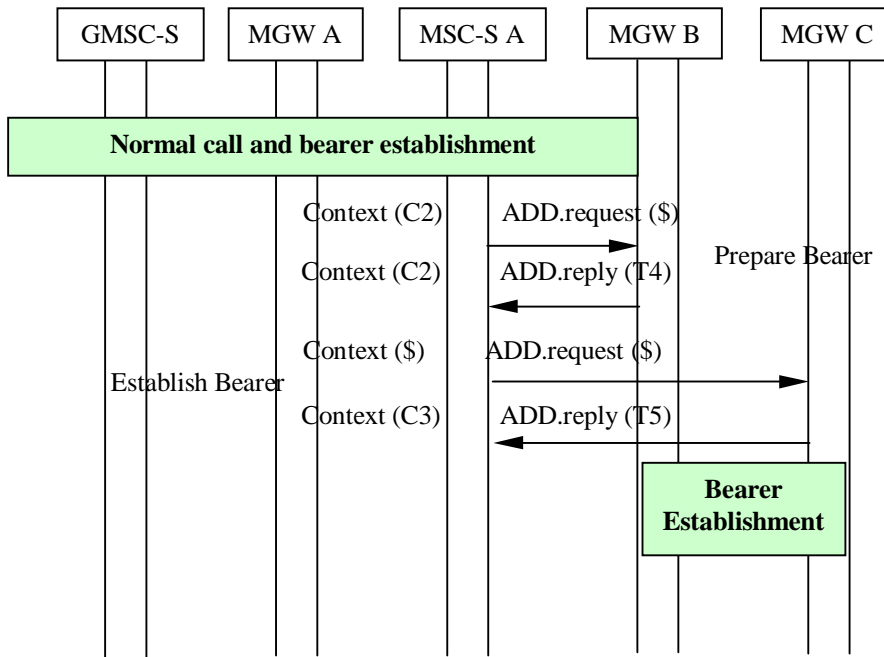 GMSC-S
MGW A
MSC-S A
MGW B
MGW C
Normal call and bearer establishment
Context (C2)
ADD.request ($)
Prepare Bearer
Context (C2)
ADD.reply (T4)
Context ($)
ADD.request ($)
Establish Bearer
Context (C3)
ADD.reply (T5)
Bearer
Establishment